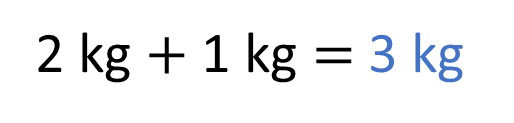 2 kg + 1 kg = 3 kg